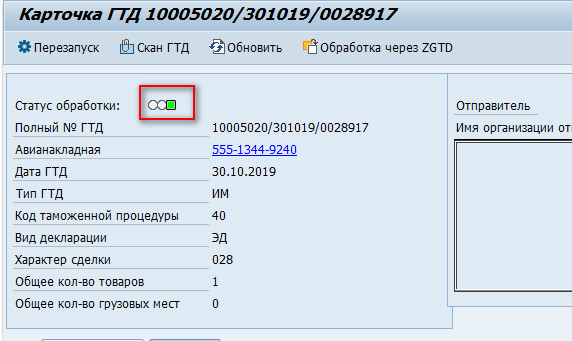 Карточка ГТД 10005020/301019/0028917
Перезапуск Скан ГТД Обновить Обработка через ZGTD
Статус обработки:
Полный № ГТД 10005020/301019/0028917
Авианакладная 555-1344-9240
Дата ГТД 30.10.2019
Тип ГТД ИМ
Код таможенной процедуры 40
Вид декларации ЭД
Характер сделки 028
Общее кол-во товаров 1
Общее кол-во грузовых мест 0
Отправитель
Имя организации от